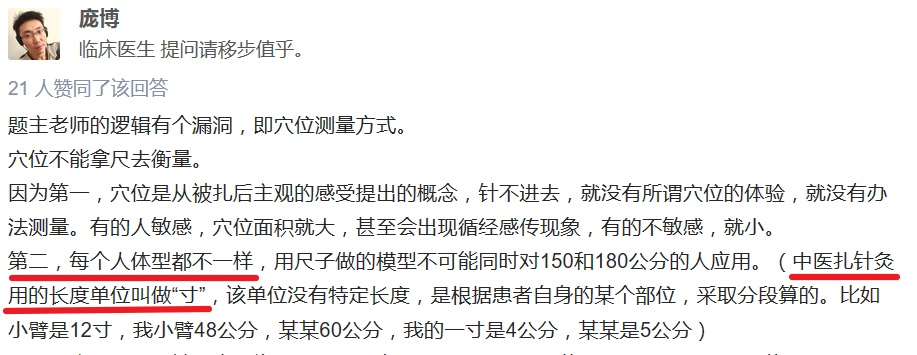 庞博
临床医生 提问请移步值乎。
21 人赞同了该回答
题主老师的逻辑有个漏洞，即穴位测量方式。
穴位不能拿尺去衡量。
因为第一，穴位是从被扎后主观的感受提出的概念，针不进去，就没有所谓穴位的体验，就没有办
法测量。有的人敏感，穴位面积就大，甚至会出现循经感传现象，有的不敏感，就小。
第二，每个人体型都不一样，用尺子做的模型不可能同时对150和180公分的人应用。（中医扎针灸
用的长度单位叫做“寸”，该单位没有特定长度，是根据患者自身的某个部位，采取分段算的。比如
小臂是12寸，我小臂48公分，某某60公分，我的一寸是4公分，某某是5公分）